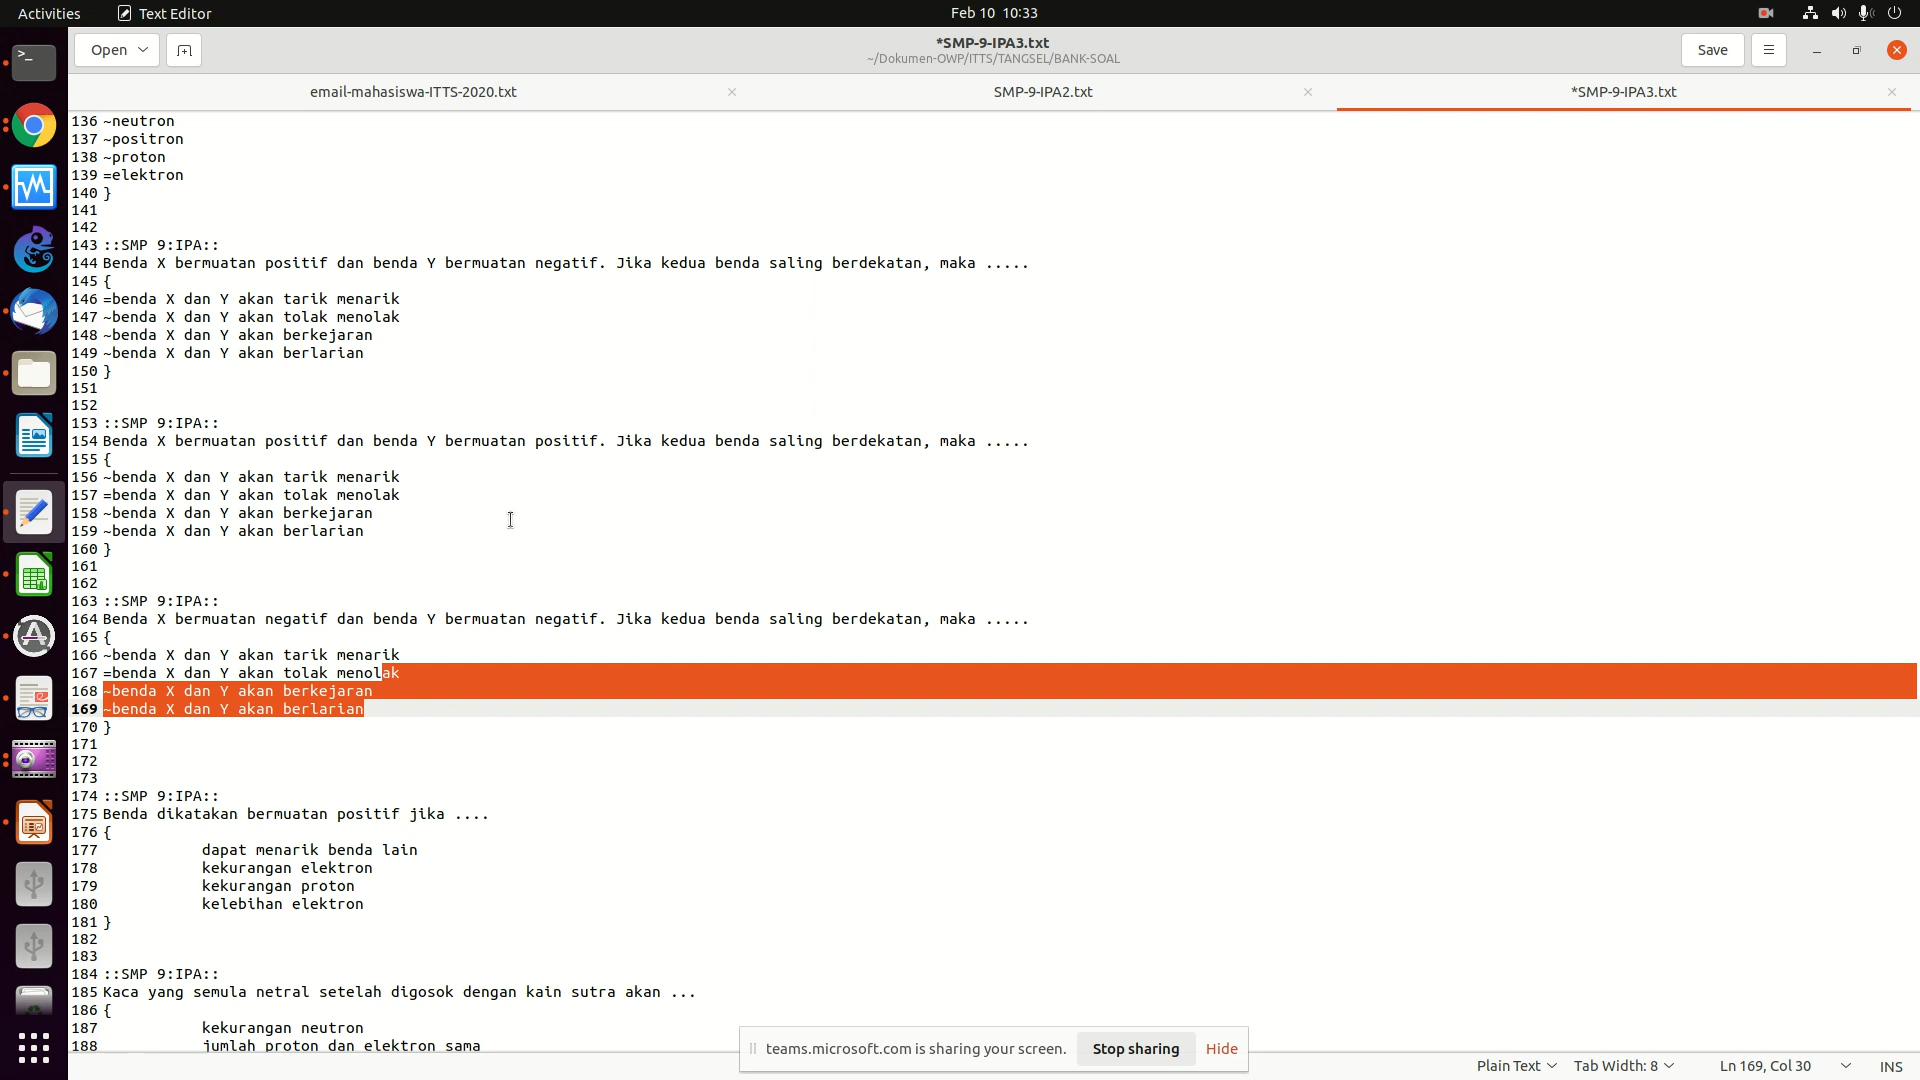 Activities
Text Editor
Feb 10 10:33
Open
*SMP-9-IPA3.txt
~/Dokumen-OWP/ITTS/TANGSEL/BANK-SOAL
Save
email-mahasiswa-ITTS-2020.txt
SMP-9-IPA2.txt
*SMP-9-IPA3.txt
136 ~neutron
137 ~positron
138 ~proton
139 =elektron
140 }
141
142
143 ::SMP 9:IPA::
144 Benda X bermuatan positif dan benda Y bermuatan negatif. Jika kedua benda saling berdekatan, maka .....
145 {
146 =benda X dan Y akan tarik menarik
147 ~benda X dan Y akan tolak menolak
148 ~benda X dan Y akan berkejaran
149 ~benda X dan Y akan berlarian
150 }
151
152
153 ::SMP 9:IPA::
154 Benda X bermuatan positif dan benda Y bermuatan positif. Jika kedua benda saling berdekatan, maka .....
155 {
156 ~benda X dan Y akan tarik menarik
157 =benda X dan Y akan tolak menolak
158 ~benda X dan Y akan berkejaran
159 ~benda X dan Y akan berlarian
160 }
161
162
163 ::SMP 9:IPA::
164 Benda X bermuatan negatif dan benda Y bermuatan negatif. Jika kedua benda saling berdekatan, maka .....
165 {
166 ~benda X dan Y akan tarik menarik
167 =benda X dan Y akan tolak menolak
168 ~benda X dan Y akan berkejaran
169 ~benda X dan Y akan berlarian
170 }
171
172
173
174 ::SMP 9:IPA::
175 Benda dikatakan bermuatan positif jika ....
176 {
177 dapat menarik benda lain
178 kekurangan elektron
179 kekurangan proton
180 kelebihan elektron
181 }
182
183
184 ::SMP 9:IPA::
185 Kaca yang semula netral setelah digosok dengan kain sutra akan ...
186 {
187 kekurangan neutron
188 jumlah proton dan elektron sama
teams.microsoft.com is sharing your screen.
Stop sharing
Hide
Plain Text
Tab Width: 8
Ln 169, Col 30
INS